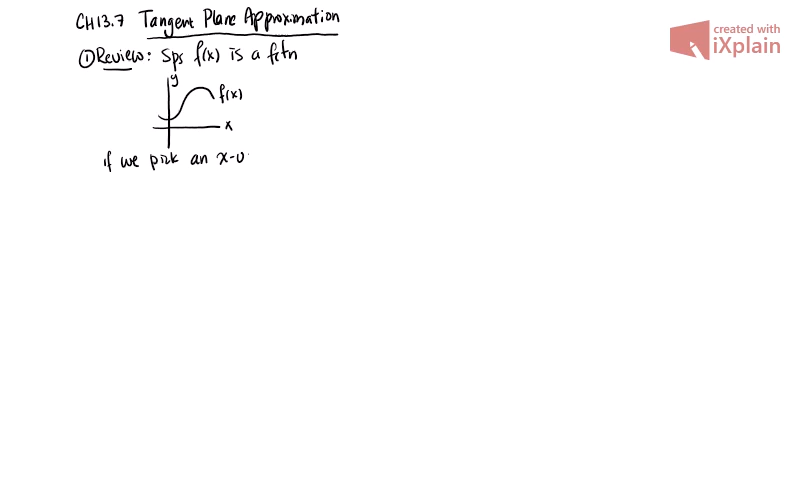 CH13.7 Tangent Plane Approximation
created with
iXplain
① Review: Sps f(x) is a fctn
y
f(x)
x
if we pick an x-v